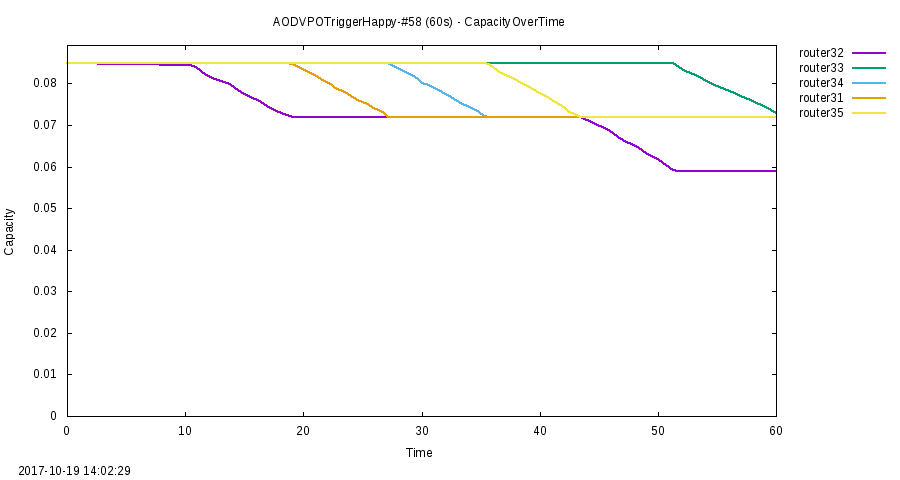 AODVPOTriggerHappy-#58 (60s) - CapacityOverTime
router32
router33
router34
router31
router35
0.08
0.07
0.06
0.05
0.04
0.03
0.02
0.01
0
Capacity
0 10 20 30 40 50 60
Time
2017-10-19 14:02:29